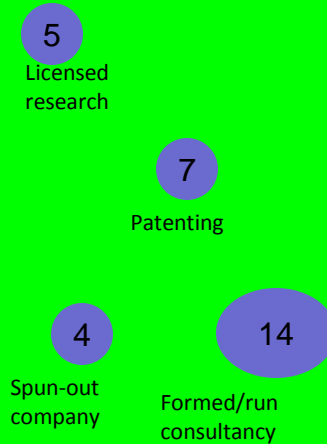 5
Licensed
research
7
Patenting
4
Spun-out
company
14
Formed/run
consultancy